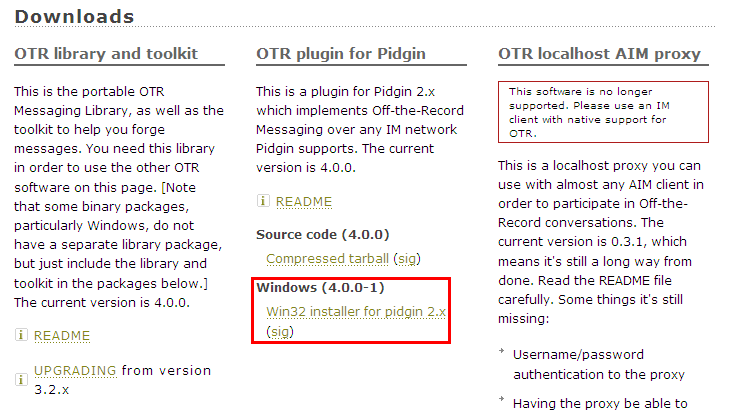 Downloads
OTR library and toolkit
This is the portable OTR
Messaging Library, as well as the
toolkit to help you forge
messages. You need this library
in order to use the other OTR
software on this page. [Note
that some binary packages,
particularly Windows, do not
have a separate library package,
but just include the library and
toolkit in the packages below.]
The current version is 4.0.0.
README
UPGRADING from version
3.2.x
OTR plugin for Pidgin
This is a plugin for Pidgin 2.x
which implements Off-the-Record
Messaging over any IM network
Pidgin supports. The current
version is 4.0.0.
README
Source code (4.0.0)
Compressed tarball (sig)
Windows (4.0.0-1)
Win32 installer for pidgin 2.x
(sig)
OTR localhost AIM proxy
This software is no longer
supported. Please use an IM
client with native support for
OTR.
This is a localhost proxy you can
use with almost any AIM client in
order to participate in Off-the-
Record conversations. The
current version is 0.3.1, which
means it's still a long way from
done. Read the README file
carefully. Some things it's still
missing:
Username/password
authentication to the proxy
Having the proxy be able to